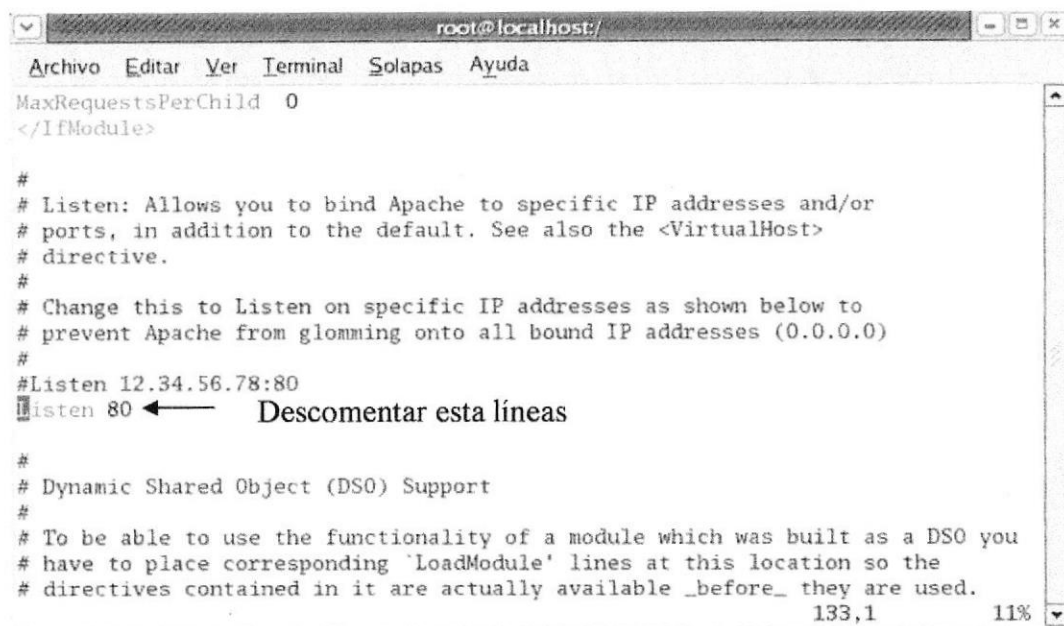 root@localhost:/
Archivo Editar Ver Terminal Solapas Ayuda
MaxRequestsPerChild 0
</IfModule>
#
# Listen: Allows you to bind Apache to specific IP addresses and/or
# ports, in addition to the default. See also the <VirtualHost>
# directive.
#
# Change this to Listen on specific IP addresses as shown below to
# prevent Apache from glomming onto all bound IP addresses (0.0.0.0)
#
#Listen 12.34.56.78:80
Listen 80 Descomentar esta líneas
#
# Dynamic Shared Object (DSO) Support
#
# To be able to use the functionality of a module which was built as a DSO you
# have to place corresponding `LoadModule' lines at this location so the
# directives contained in it are actually available _before_ they are used.
133,1 11%